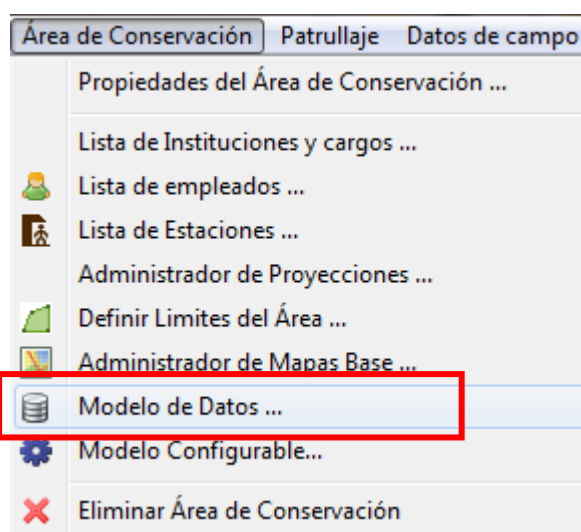 Área de Conservación Patrullaje Datos de campo
Propiedades del Área de Conservación ...
Lista de Instituciones y cargos ...
Lista de empleados ...
Lista de Estaciones ...
Administrador de Proyecciones ...
Definir Limites del Área ...
Administrador de Mapas Base ...
Modelo de Datos ...
Modelo Configurable...
Eliminar Área de Conservación